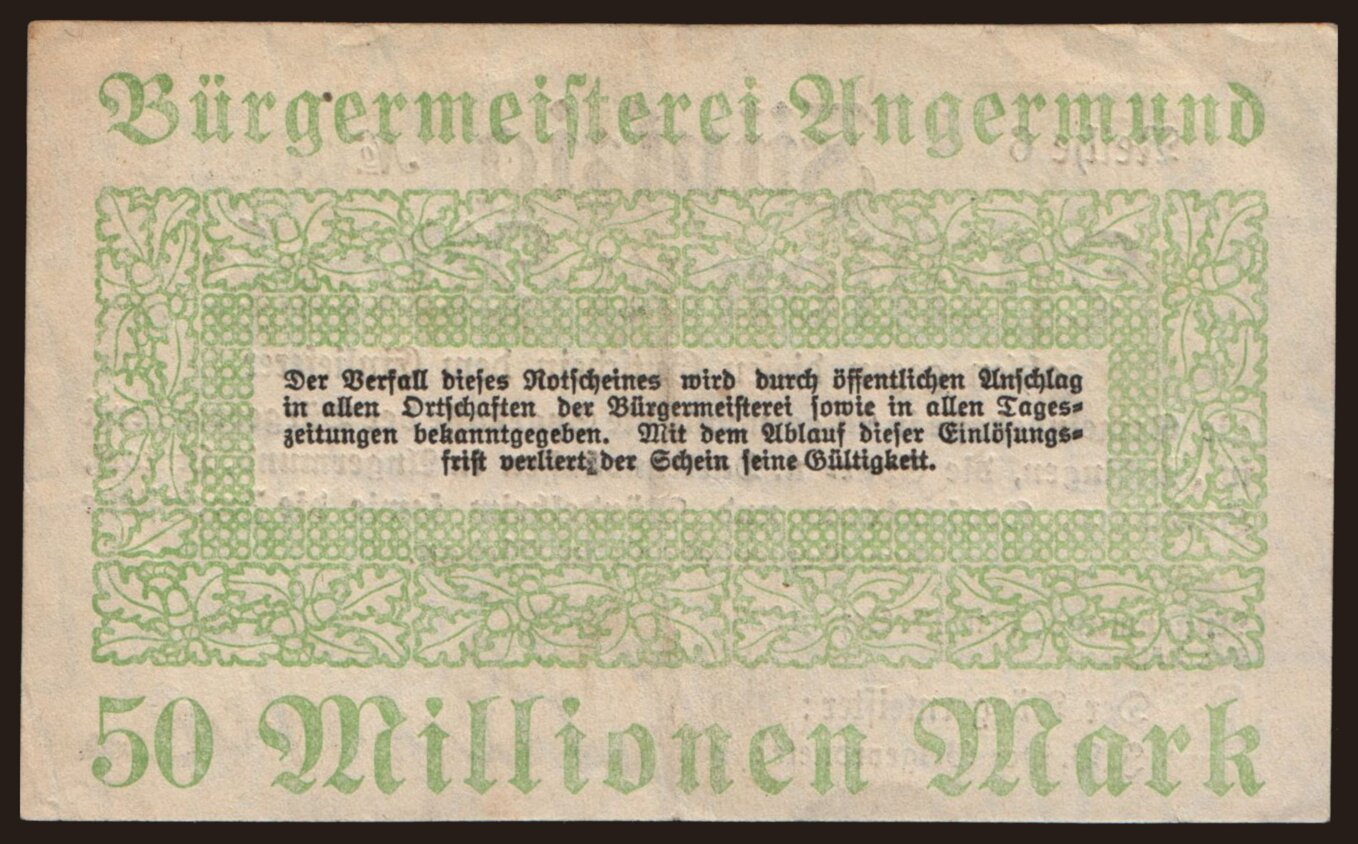 Bürgermeisterei Angermund
Der Verfall dieses Notscheines wird durch öffentlichen Anschlag
in allen Ortschaften der Bürgermeisterei sowie in allen Tages-
zeitungen bekanntgegeben. Mit dem Ablauf dieser Einlösungs-
frist verliert der Schein seine Gültigkeit.
50 Millionen Mark